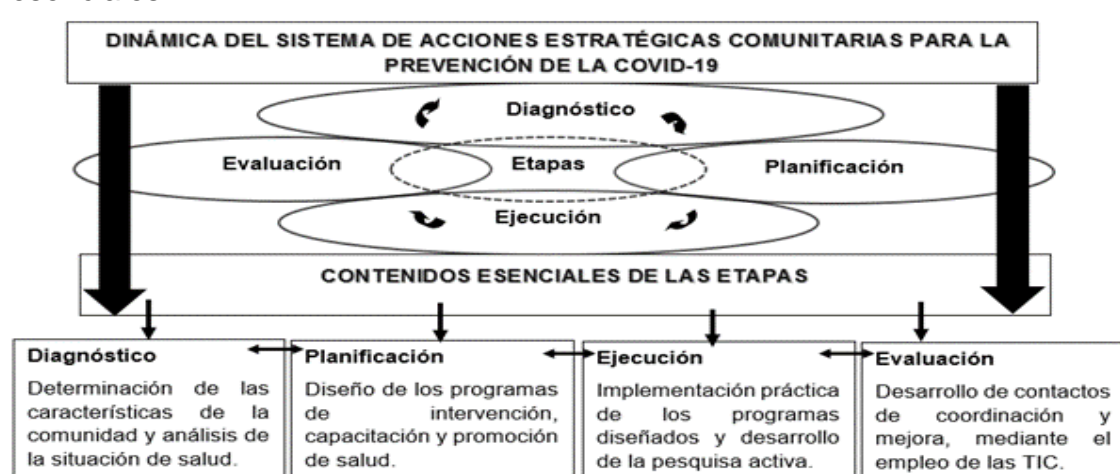 DINÁMICA DEL SISTEMA DE ACCIONES ESTRATÉGICAS COMUNITARIAS PARA LA
PREVENCIÓN DE LA COVID-19
Diagnóstico
Evaluación
Etapas
Planificación
Ejecución
CONTENIDOS ESENCIALES DE LAS ETAPAS
Diagnóstico
Determinación de las
características de la
comunidad y análisis de
la situación de salud.
Planificación
Diseño de los programas
de intervención,
capacitación y promoción
de salud.
Ejecución
Implementación práctica
de los programas
diseñados y desarrollo
de la pesquisa activa.
Evaluación
Desarrollo de contactos
de coordinación y
mejora, mediante el
empleo de las TIC.